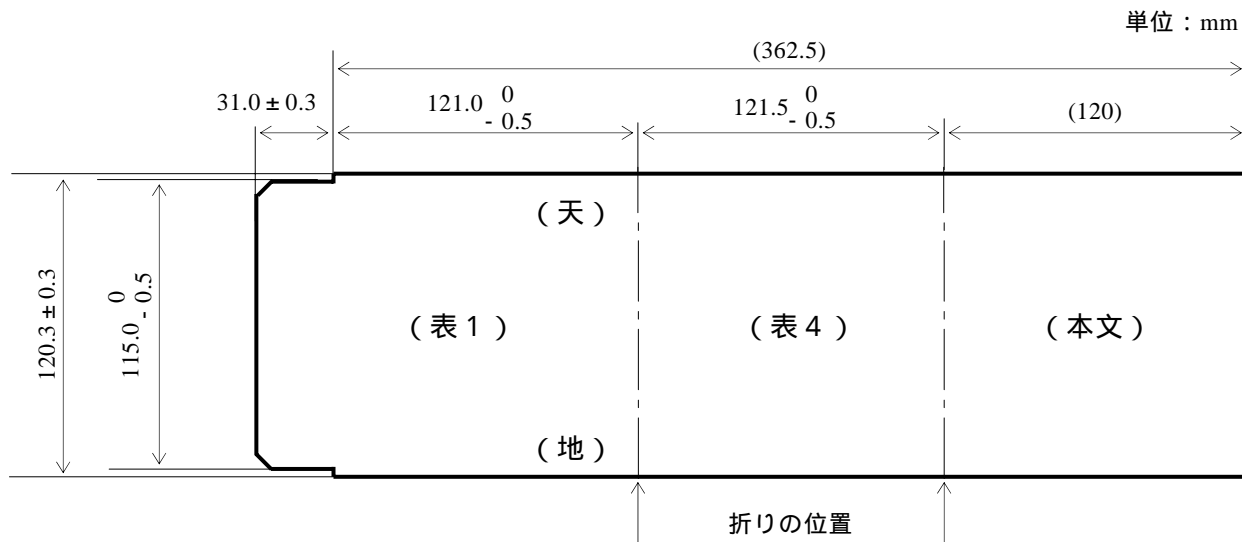 単位：mm
(362.5)
31.0 ± 0.3
121.0 0 - 0.5
121.5 0 - 0.5
(120)
(天)
120.3 ± 0.3
115.0 0 - 0.5
(表１)
(表４)
(本文)
(地)
折りの位置